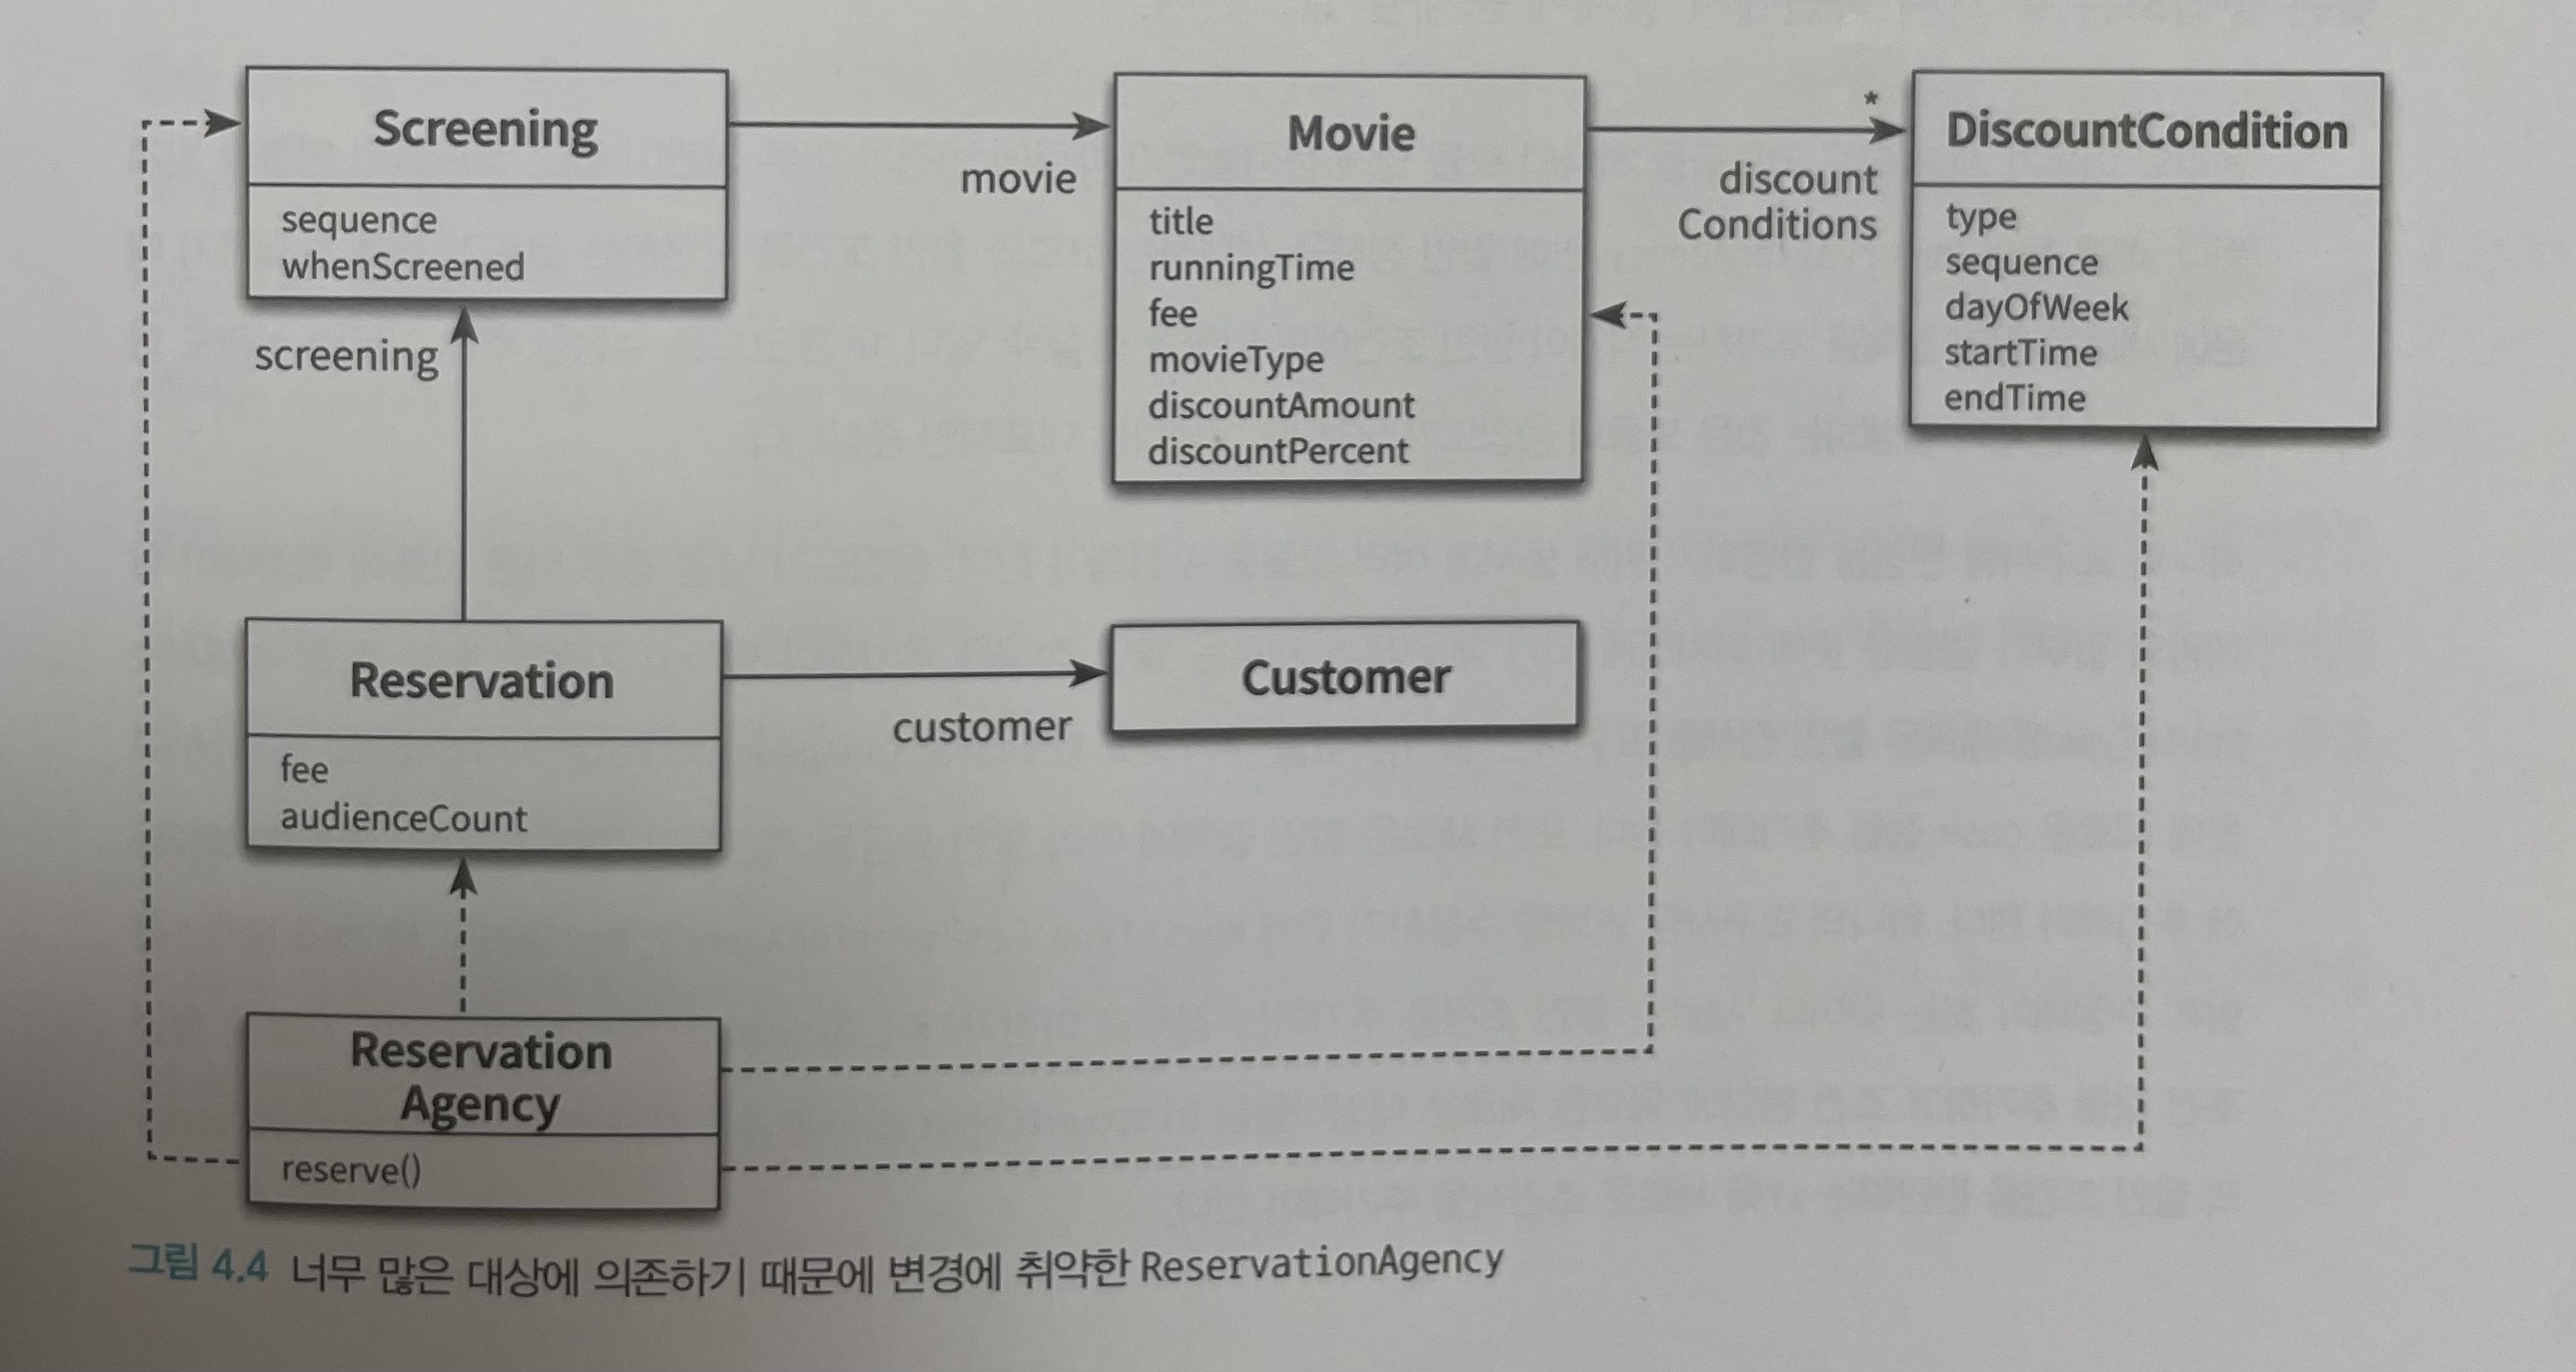 Screening
sequence
whenScreened
movie
Movie
title
runningTime
fee
movieType
discountAmount
discountPercent
*
discount
Conditions
DiscountCondition
type
sequence
dayOfWeek
startTime
endTime
screening
Reservation
fee
audienceCount
customer
Customer
Reservation
Agency
reserve()
그림 4.4 너무 많은 대상에 의존하기 때문에 변경에 취약한 ReservationAgency